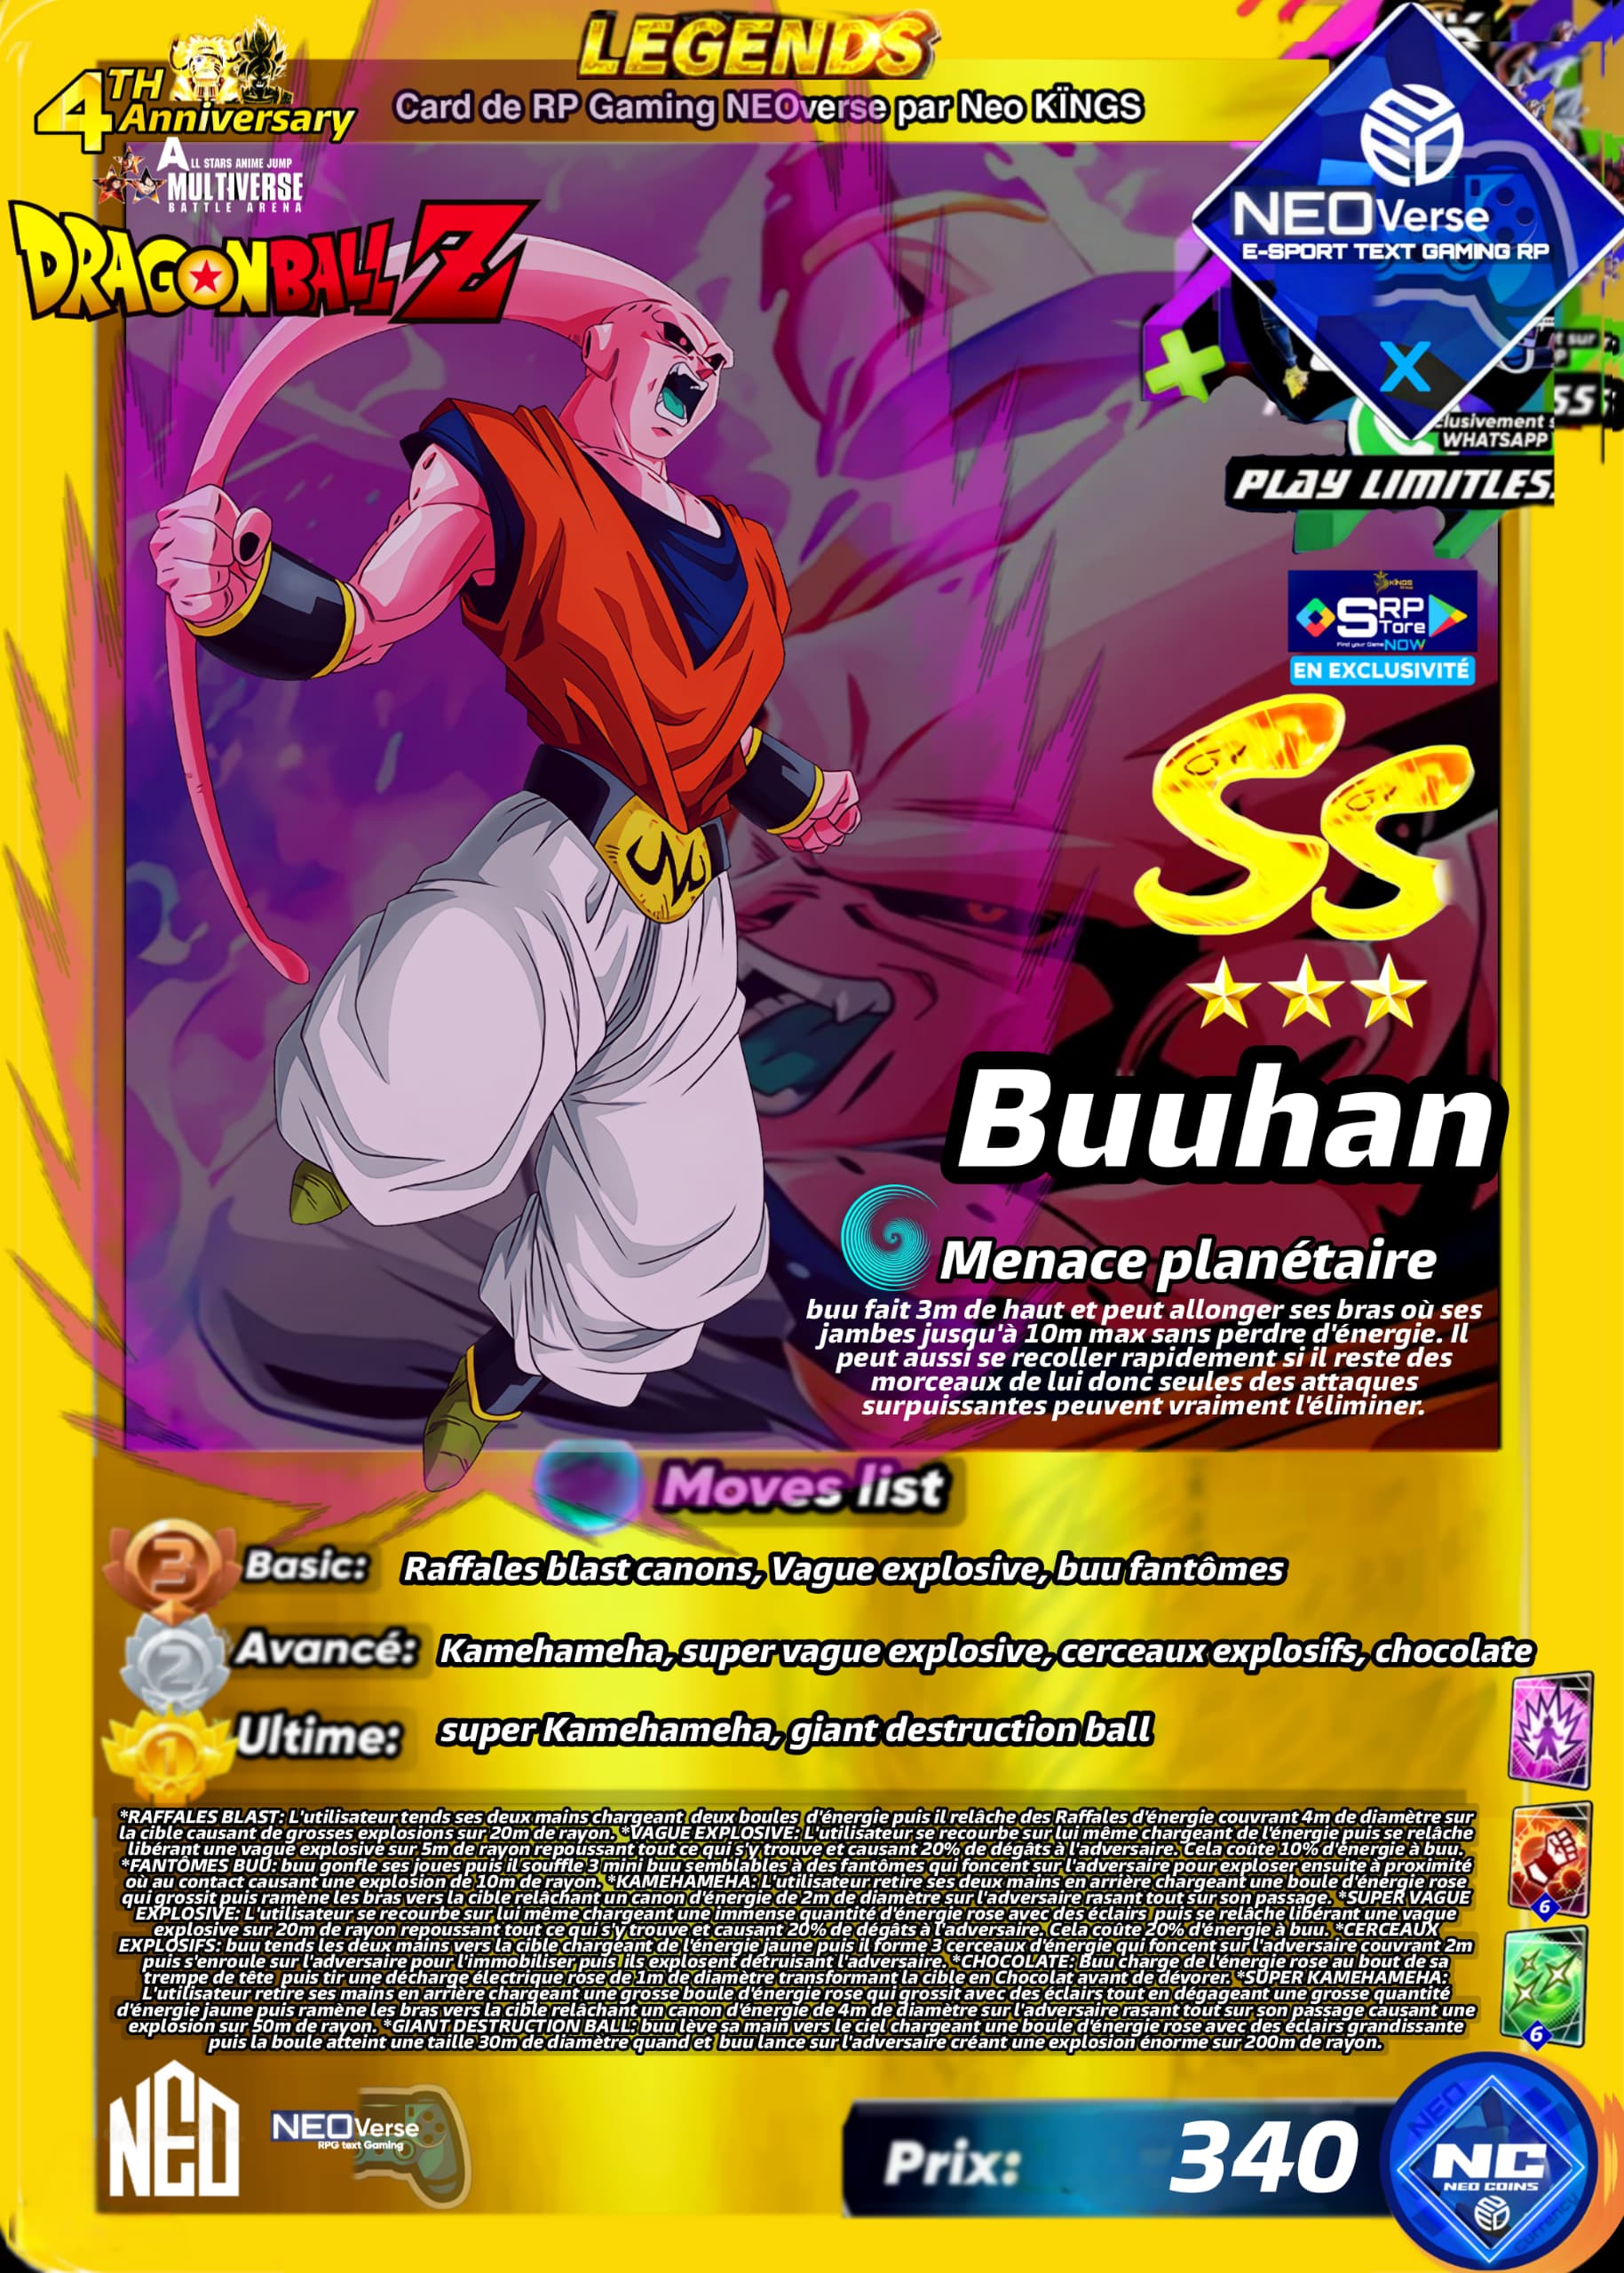 LEGENDS
4TH Anniversary
Card de RP Gaming NEOverse par Neo KÏNGS
ALL STARS ANIME JUMP
MULTIVERSE
BATTLE ARENA
DRAGONBALL Z
NEO
NEOVerse
E-SPORT TEXT GAMING RP
X
t sur
SS
clusivement s
WHATSAPP
PLAY LIMITLES
KÏNGS
SRP Tore
Find your Game NOW
EN EXCLUSIVITÉ
SS
Buuhan
Menace planétaire
buu fait 3m de haut et peut allonger ses bras où ses
jambes jusqu'à 10m max sans perdre d'énergie. Il
peut aussi se recoller rapidement si il reste des
morceaux de lui donc seules des attaques
surpuissantes peuvent vraiment l'éliminer.
Moves list
3 Basic: Raffales blast canons, Vague explosive, buu fantômes
2 Avancé: Kamehameha, super vague explosive, cerceaux explosifs, chocolate
1 Ultime: super Kamehameha, giant destruction ball
*RAFFALES BLAST: L'utilisateur tends ses deux mains chargeant deux boules d'énergie puis il relâche des Raffales d'énergie couvrant 4m de diamètre sur
la cible causant de grosses explosions sur 20m de rayon. *VAGUE EXPLOSIVE: L'utilisateur se recourbe sur lui même chargeant de l'énergie puis se relâche
libérant une vague explosive sur 5m de rayon repoussant tout ce qui s'y trouve et causant 20% de dégâts à l'adversaire. Cela coûte 10% d'énergie à buu.
*FANTÔMES BUU: buu gonfle ses joues puis il souffle 3 mini buu semblables à des fantômes qui foncent sur l'adversaire pour exploser ensuite à proximité
où au contact causant une explosion de 10m de rayon. *KAMEHAMEHA: L'utilisateur retire ses deux mains en arrière chargeant une boule d'énergie rose
qui grossit puis ramène les bras vers la cible relâchant un canon d'énergie de 2m de diamètre sur l'adversaire rasant tout sur son passage. *SUPER VAGUE
EXPLOSIVE: L'utilisateur se recourbe sur lui même chargeant une immense quantité d'énergie rose avec des éclairs puis se relâche libérant une vague
explosive sur 20m de rayon repoussant tout ce qui s'y trouve et causant 20% de dégâts à l'adversaire. Cela coûte 20% d'énergie à buu. *CERCEAUX
EXPLOSIFS: buu tends les deux mains vers la cible chargeant de l'énergie jaune puis il forme 3 cerceaux d'énergie qui foncent sur l'adversaire couvrant 2m
puis s'enroule sur l'adversaire pour l'immobiliser puis ils explosent détruisant l'adversaire. *CHOCOLATE: Buu charge de l'énergie rose au bout de sa
trempe de tête puis tir une décharge électrique rose de 1m de diamètre transformant la cible en Chocolat avant de dévorer. *SUPER KAMEHAMEHA:
L'utilisateur retire ses mains en arrière chargeant une grosse boule d'énergie rose qui grossit avec des éclairs tout en dégageant une grosse quantité
d'énergie jaune puis ramène les bras vers la cible relâchant un canon d'énergie de 4m de diamètre sur l'adversaire rasant tout sur son passage causant une
explosion sur 50m de rayon. *GIANT DESTRUCTION BALL: buu lève sa main vers le ciel chargeant une boule d'énergie rose avec des éclairs grandissante
puis la boule atteint une taille 30m de diamètre quand et buu lance sur l'adversaire créant une explosion énorme sur 200m de rayon.
6
6
NEO
NEOVerse
RPG text Gaming
Prix: 340
NC
NEO COINS